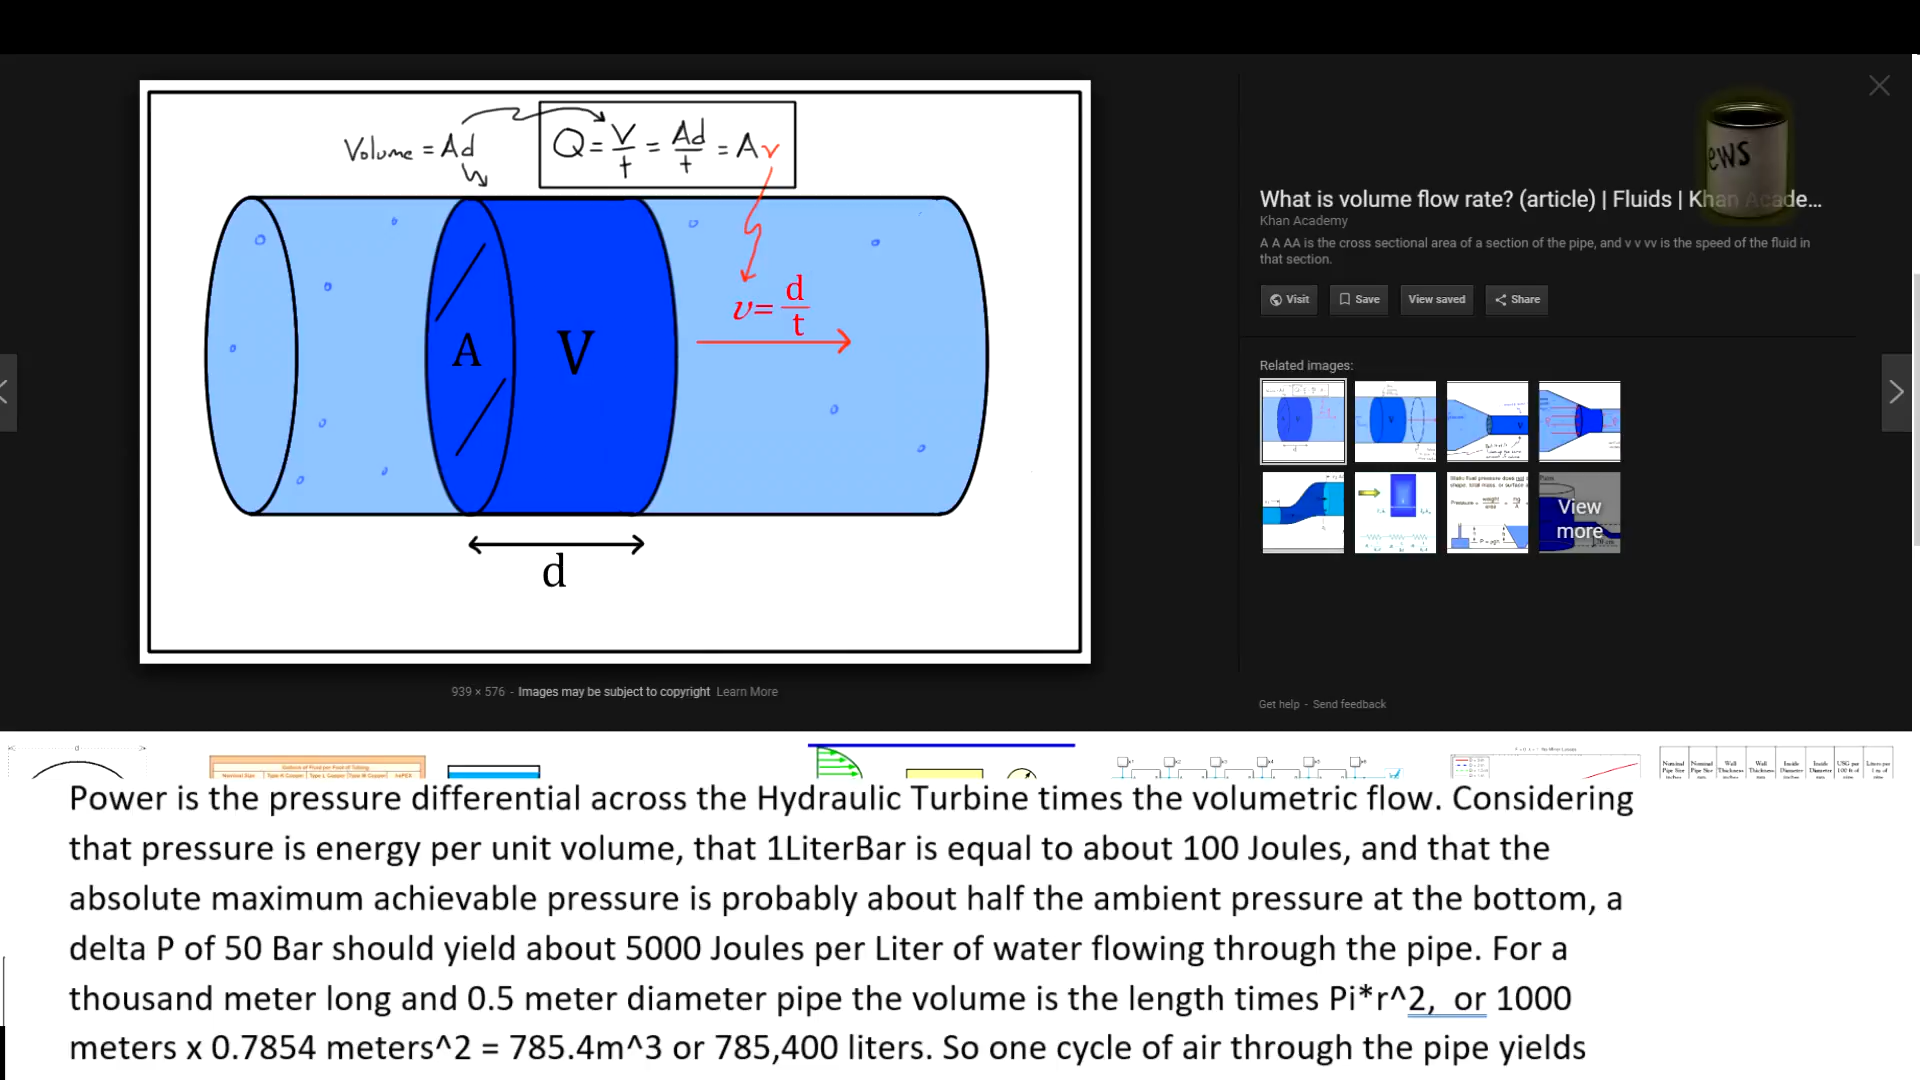 Volume = Ad
Q = V/t = Ad/t = Av
A
V
v= d/t
d
ews
What is volume flow rate? (article) | Fluids | Khan Acade...
Khan Academy
A A AA is the cross sectional area of a section of the pipe, and v v vv is the speed of the fluid in
that section.
Visit
Save
View saved
Share
Related images:
View
more
939 × 576 - Images may be subject to copyright Learn More
Get help - Send feedback
Power is the pressure differential across the Hydraulic Turbine times the volumetric flow. Considering
that pressure is energy per unit volume, that 1LiterBar is equal to about 100 Joules, and that the
absolute maximum achievable pressure is probably about half the ambient pressure at the bottom, a
delta P of 50 Bar should yield about 5000 Joules per Liter of water flowing through the pipe. For a
thousand meter long and 0.5 meter diameter pipe the volume is the length times Pi*r^2, or 1000
meters x 0.7854 meters^2 = 785.4m^3 or 785,400 liters. So one cycle of air through the pipe yields